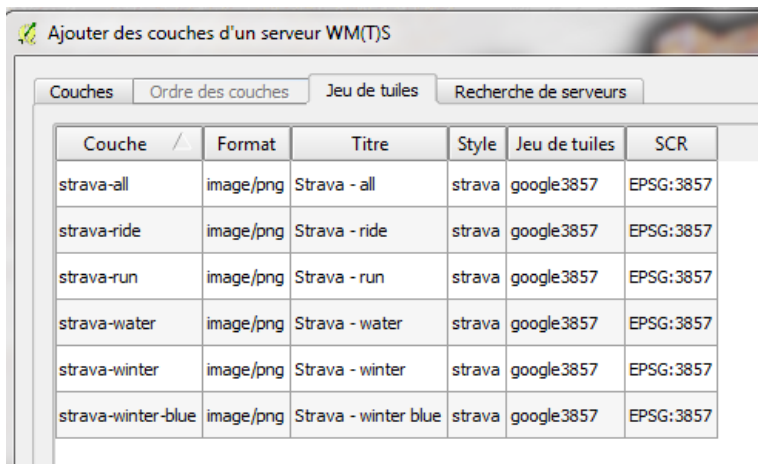 Ajouter des couches d'un serveur WM(T)S
Couches Ordre des couches Jeu de tuiles Recherche de serveurs
Couche Format Titre Style Jeu de tuiles SCR
strava-all image/png Strava - all strava google3857 EPSG:3857
strava-ride image/png Strava - ride strava google3857 EPSG:3857
strava-run image/png Strava - run strava google3857 EPSG:3857
strava-water image/png Strava - water strava google3857 EPSG:3857
strava-winter image/png Strava - winter strava google3857 EPSG:3857
strava-winter-blue image/png Strava - winter blue strava google3857 EPSG:3857